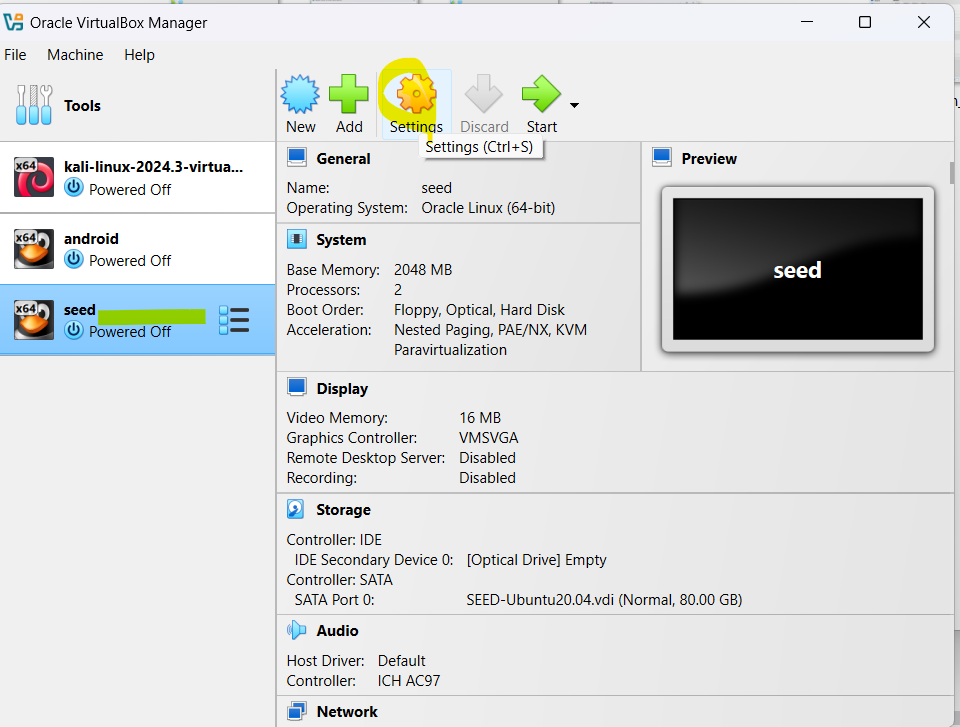 Oracle VirtualBox Manager
File Machine Help
Tools
New Add Settings Discard Start
Settings (Ctrl+S)
x64
kali-linux-2024.3-virtua...
Powered Off
x64
android
Powered Off
x64
seed
Powered Off
General
Name: seed
Operating System: Oracle Linux (64-bit)
Preview
seed
System
Base Memory: 2048 MB
Processors: 2
Boot Order: Floppy, Optical, Hard Disk
Acceleration: Nested Paging, PAE/NX, KVM
Paravirtualization
Display
Video Memory: 16 MB
Graphics Controller: VMSVGA
Remote Desktop Server: Disabled
Recording: Disabled
Storage
Controller: IDE
IDE Secondary Device 0: [Optical Drive] Empty
Controller: SATA
SATA Port 0: SEED-Ubuntu20.04.vdi (Normal, 80.00 GB)
Audio
Host Driver: Default
Controller: ICH AC97
Network